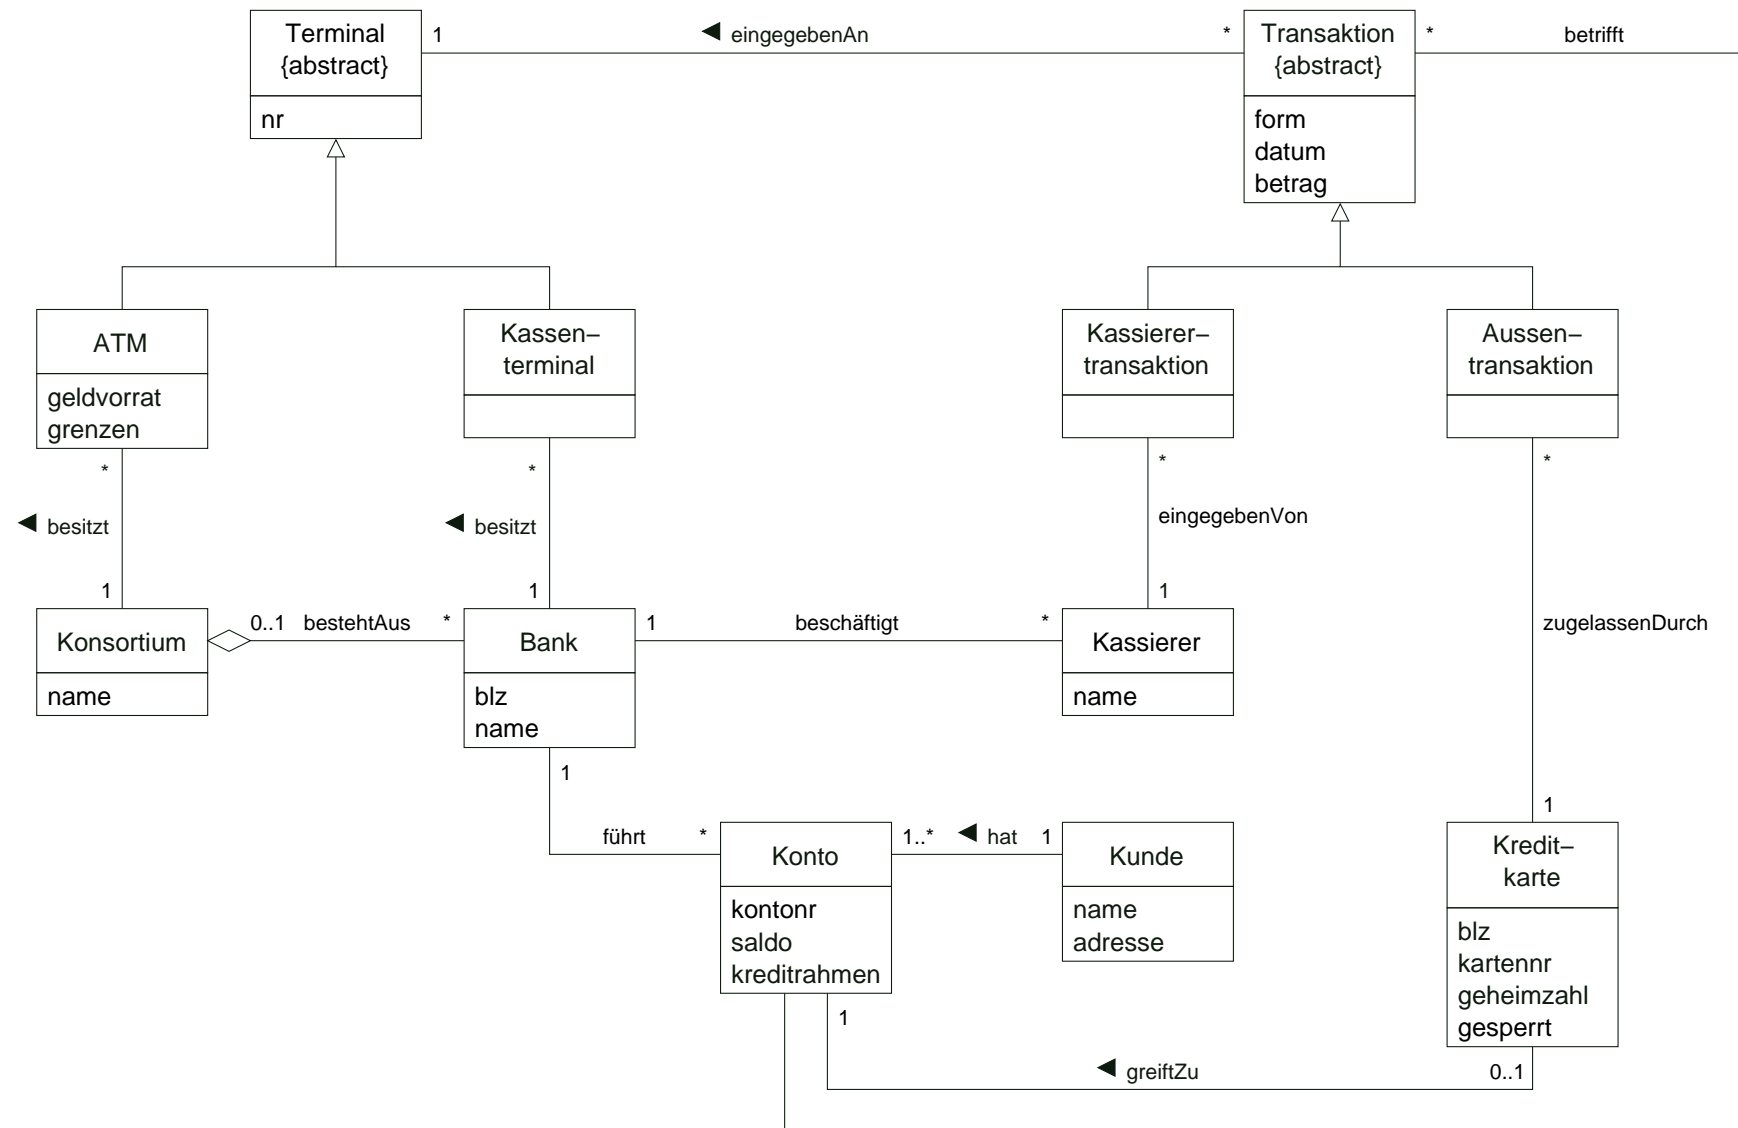 Terminal
{abstract}
nr
1
◄ eingegebenAn
*
Transaktion
{abstract}
form
datum
betrag
*
betrifft
ATM
geldvorrat
grenzen
Kassen–
terminal
Kassierer–
transaktion
Aussen–
transaktion
*
◄ besitzt
1
*
◄ besitzt
1
*
eingegebenVon
1
*
zugelassenDurch
1
Konsortium
name
0..1 bestehtAus *
Bank
blz
name
1 beschäftigt *
Kassierer
name
1
führt *
Konto
kontonr
saldo
kreditrahmen
1..* ◄ hat 1
Kunde
name
adresse
Kredit–
karte
blz
kartennr
geheimzahl
gesperrt
1
◄ greiftZu
0..1